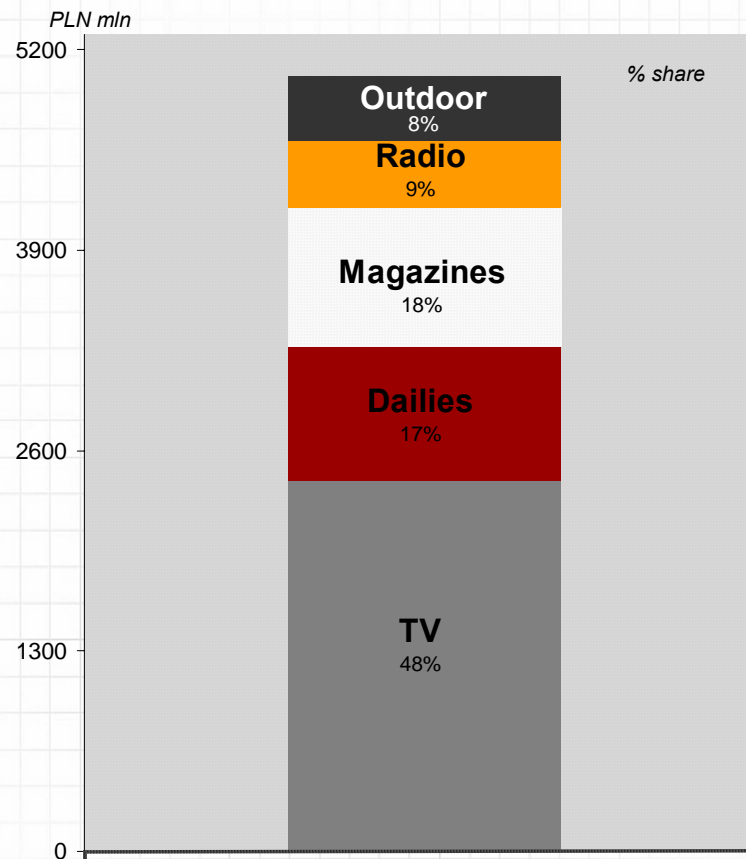 PLN mln
5200
% share
Outdoor
8%
Radio
9%
3900
Magazines
18%
Dailies
17%
2600
TV
1300
48%
0